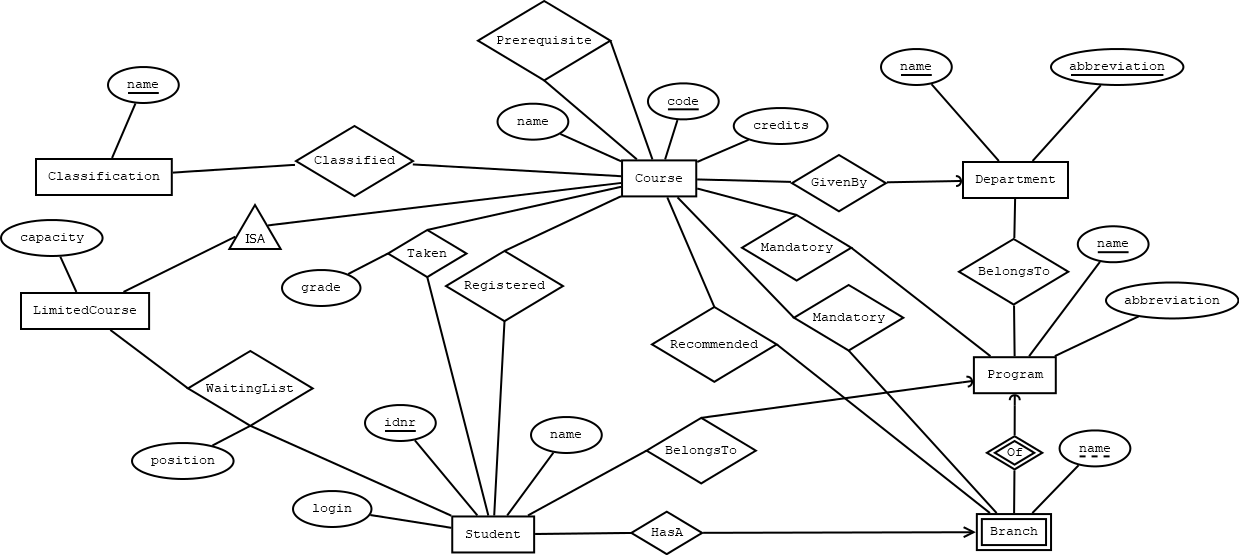 Prerequisite
name
abbreviation
name
code
name
credits
Classified
Classification
Course
GivenBy
Department
capacity
ISA
Taken
Mandatory
name
BelongsTo
grade
Registered
abbreviation
LimitedCourse
Mandatory
Recommended
Program
WaitingList
idnr
name
BelongsTo
Of
name
position
login
Student
HasA
Branch